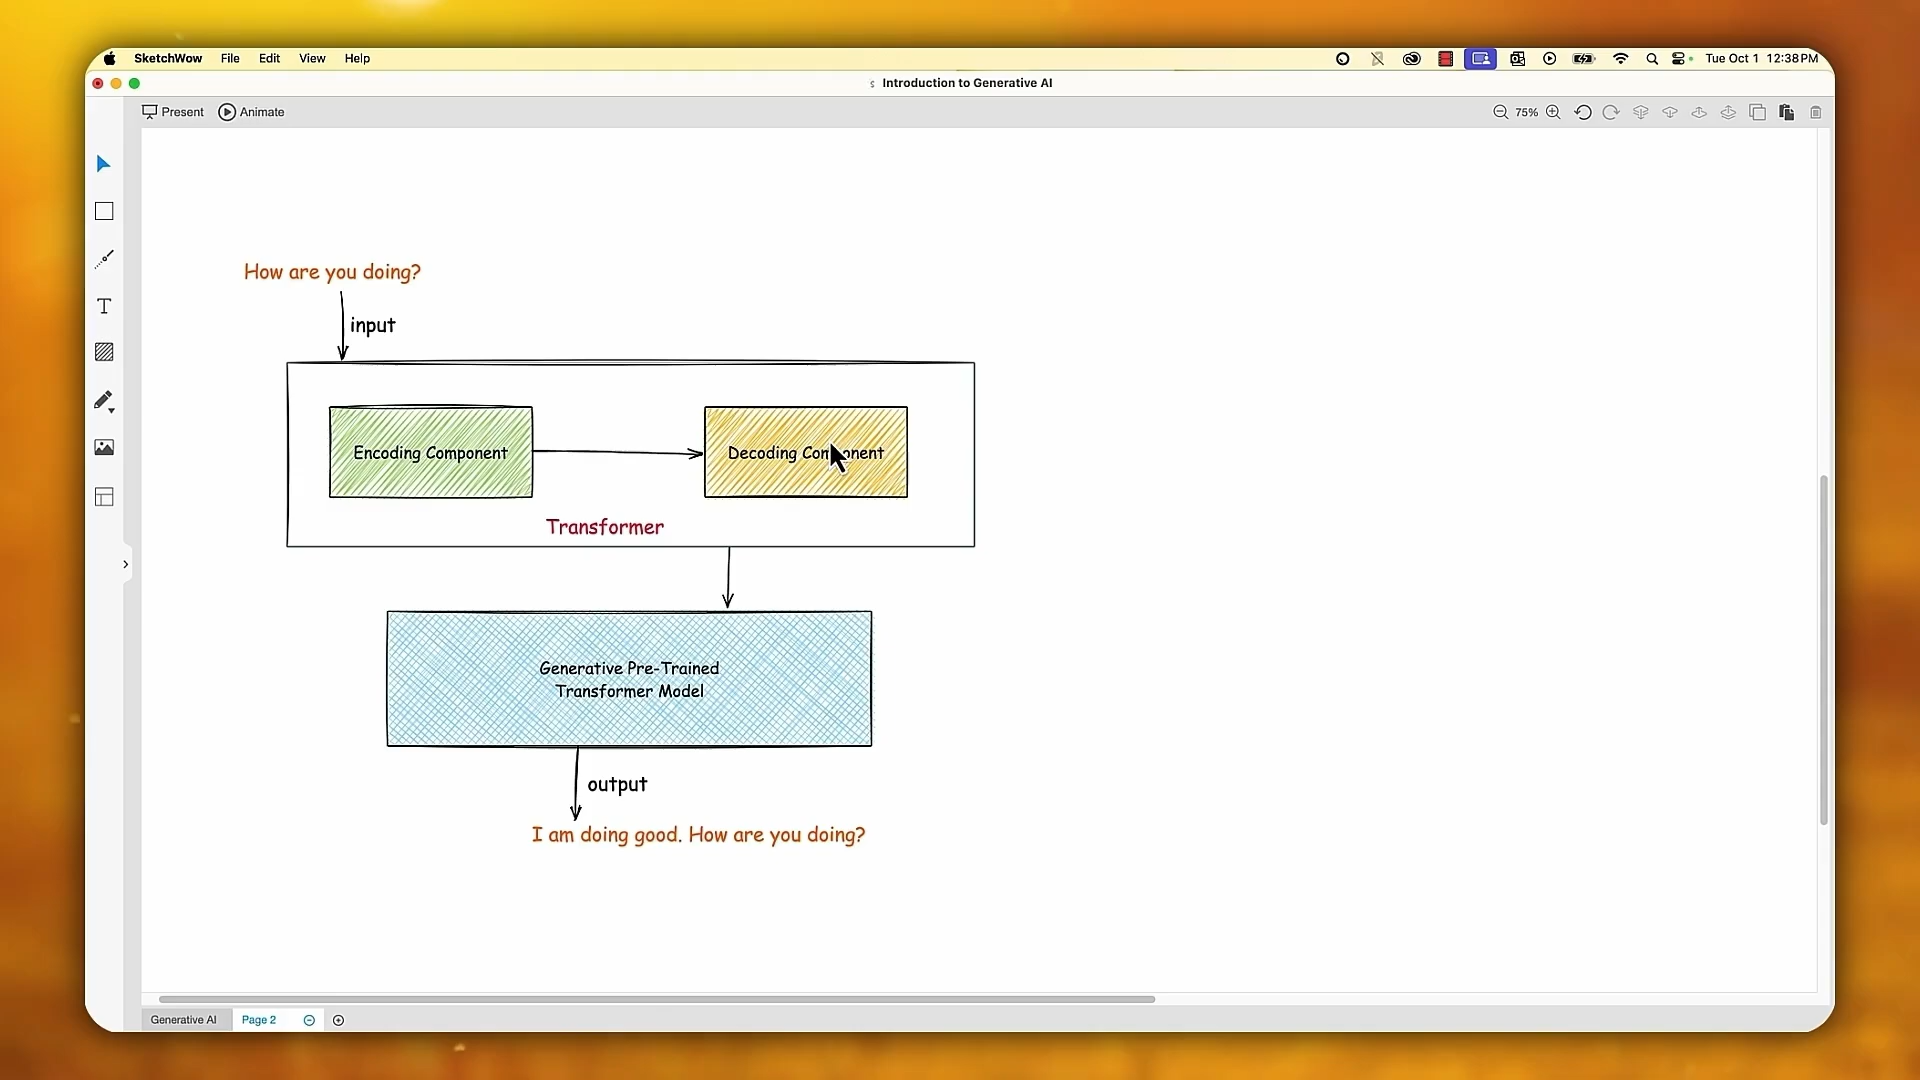 SketchWow File Edit View Help Tue Oct 1 12:38 PM
Introduction to Generative AI
Present Animate 75%
T
How are you doing?
input
Encoding Component
Decoding Component
Transformer
Generative Pre-Trained
Transformer Model
output
I am doing good. How are you doing?
Generative AI Page 2